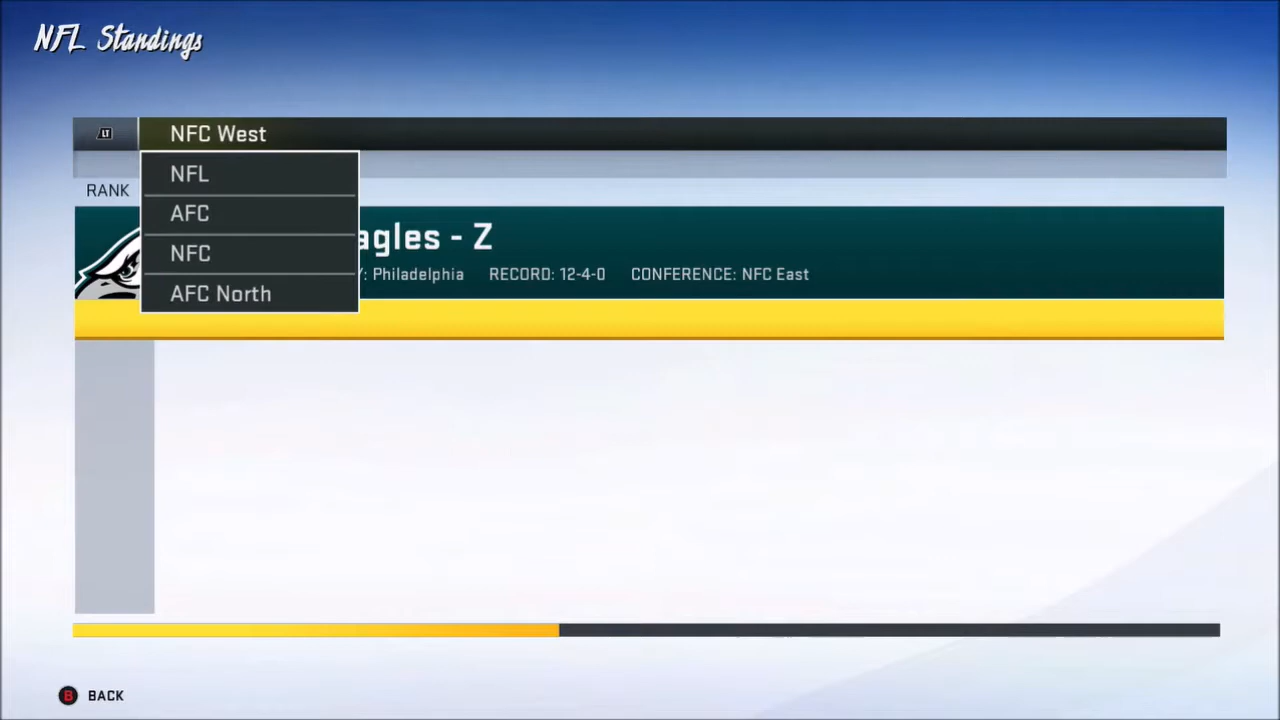 NFL Standings
LT
NFC West
NFL
RANK
AFC
agles - Z
NFC
: Philadelphia RECORD: 12-4-0 CONFERENCE: NFC East
AFC North
B BACK